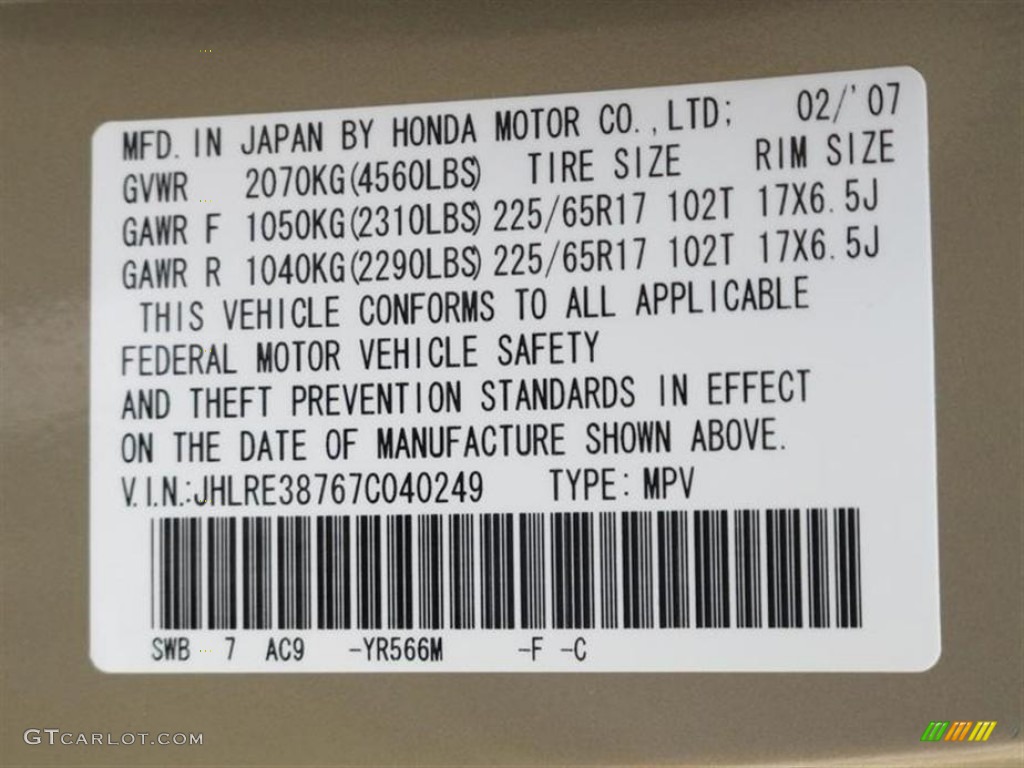 MFD. IN JAPAN BY HONDA MOTOR CO.,LTD; 02/'07
GVWR 2070KG(4560LBS) TIRE SIZE RIM SIZE
GAWR F 1050KG(2310LBS) 225/65R17 102T 17X6.5J
GAWR R 1040KG(2290LBS) 225/65R17 102T 17X6.5J
THIS VEHICLE CONFORMS TO ALL APPLICABLE
FEDERAL MOTOR VEHICLE SAFETY
AND THEFT PREVENTION STANDARDS IN EFFECT
ON THE DATE OF MANUFACTURE SHOWN ABOVE.
V.I.N.:JHLRE38767C040249 TYPE: MPV
SWB 7 AC9 -YR566M -F -C
GTCARLOT.COM